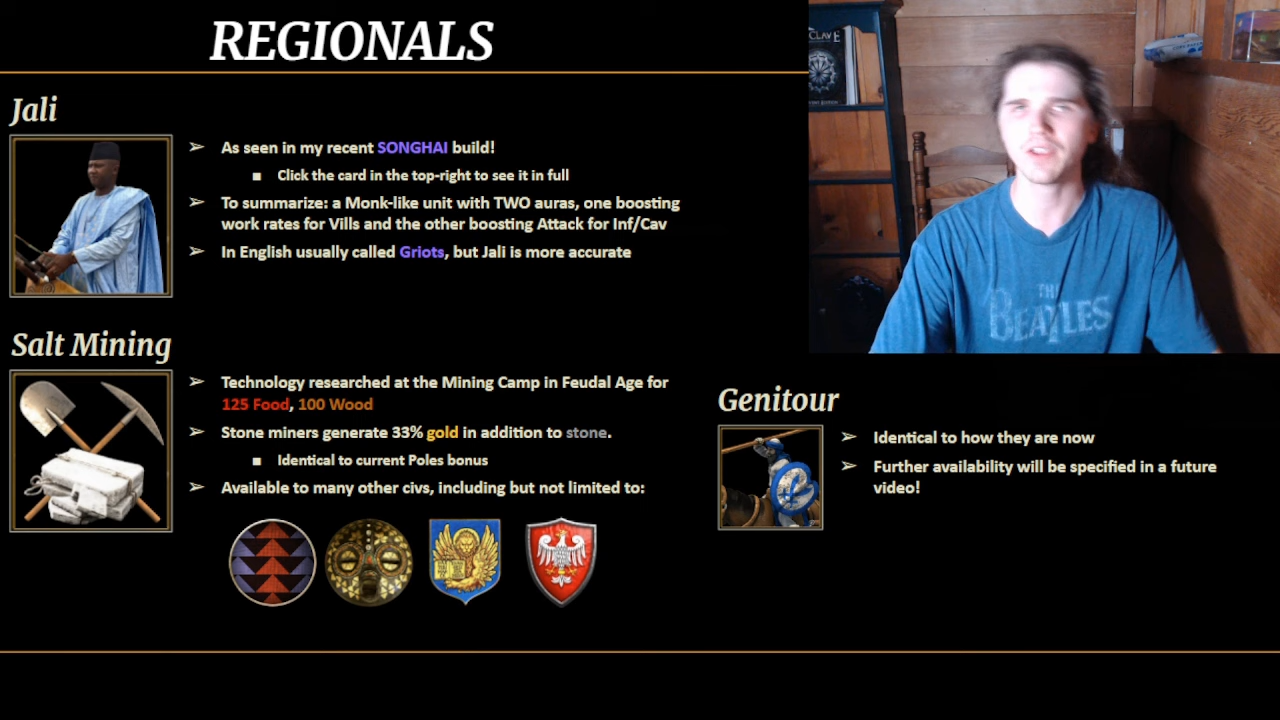 REGIONALS
Jali
➢ As seen in my recent SONGHAI build!
▪ Click the card in the top-right to see it in full
➢ To summarize: a Monk-like unit with TWO auras, one boosting
work rates for Vills and the other boosting Attack for Inf/Cav
➢ In English usually called Griots, but Jali is more accurate
Salt Mining
➢ Technology researched at the Mining Camp in Feudal Age for
125 Food, 100 Wood
➢ Stone miners generate 33% gold in addition to stone.
▪ Identical to current Poles bonus
➢ Available to many other civs, including but not limited to:
Genitour
➢ Identical to how they are now
➢ Further availability will be specified in a future
video!
THE
BEATLES